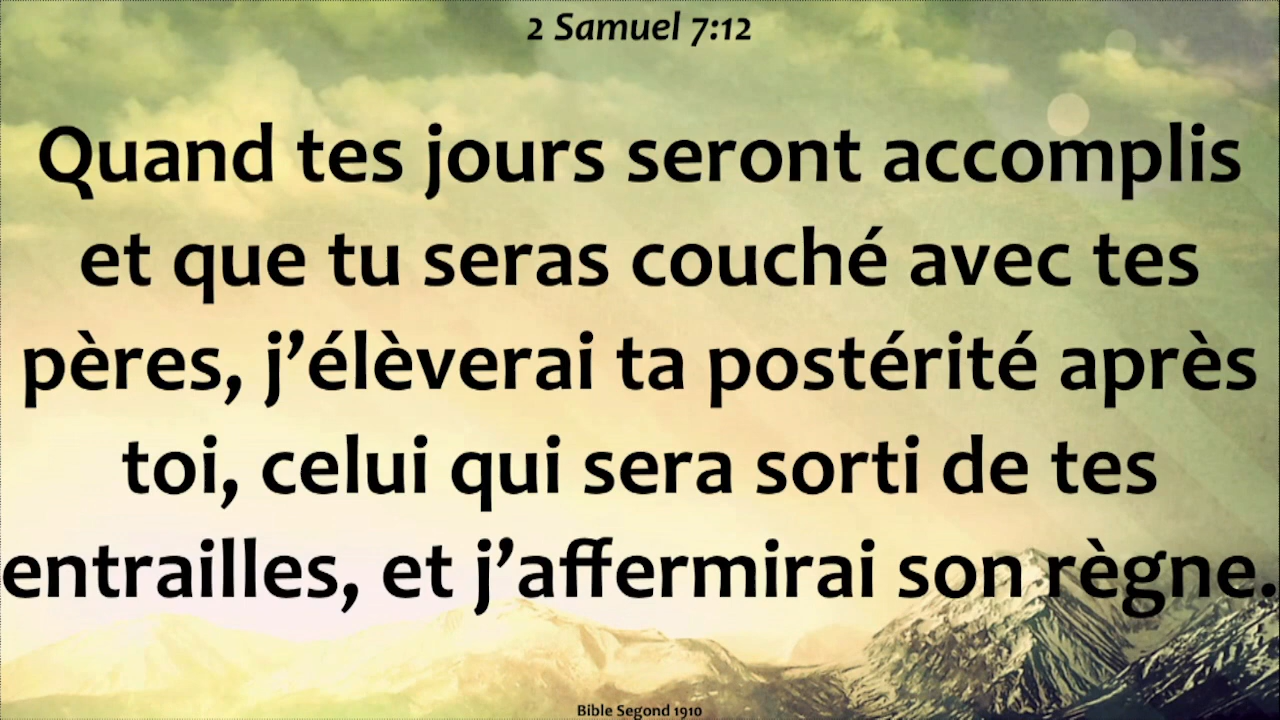 2 Samuel 7:12
Quand tes jours seront accomplis
et que tu seras couché avec tes
pères, j’élèverai ta postérité après
toi, celui qui sera sorti de tes
entrailles, et j’affermirai son règne.
Bible Segond 1910